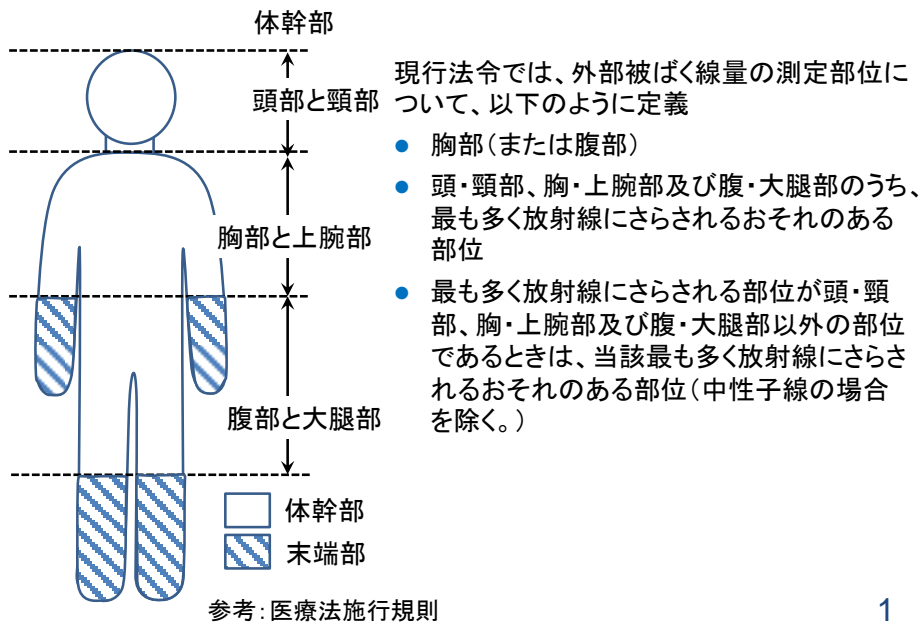 体幹部
頭部と頸部
胸部と上腕部
腹部と大腿部
体幹部
末端部
参考：医療法施行規則
現行法令では、外部被ばく線量の測定部位に
ついて、以下のように定義
● 胸部（または腹部）
● 頭・頸部、胸・上腕部及び腹・大腿部のうち、
最も多く放射線にさらされるおそれのある
部位
● 最も多く放射線にさらされる部位が頭・頸
部、胸・上腕部及び腹・大腿部以外の部位
であるときは、当該最も多く放射線にさらさ
れるおそれのある部位（中性子線の場合
を除く。）
1